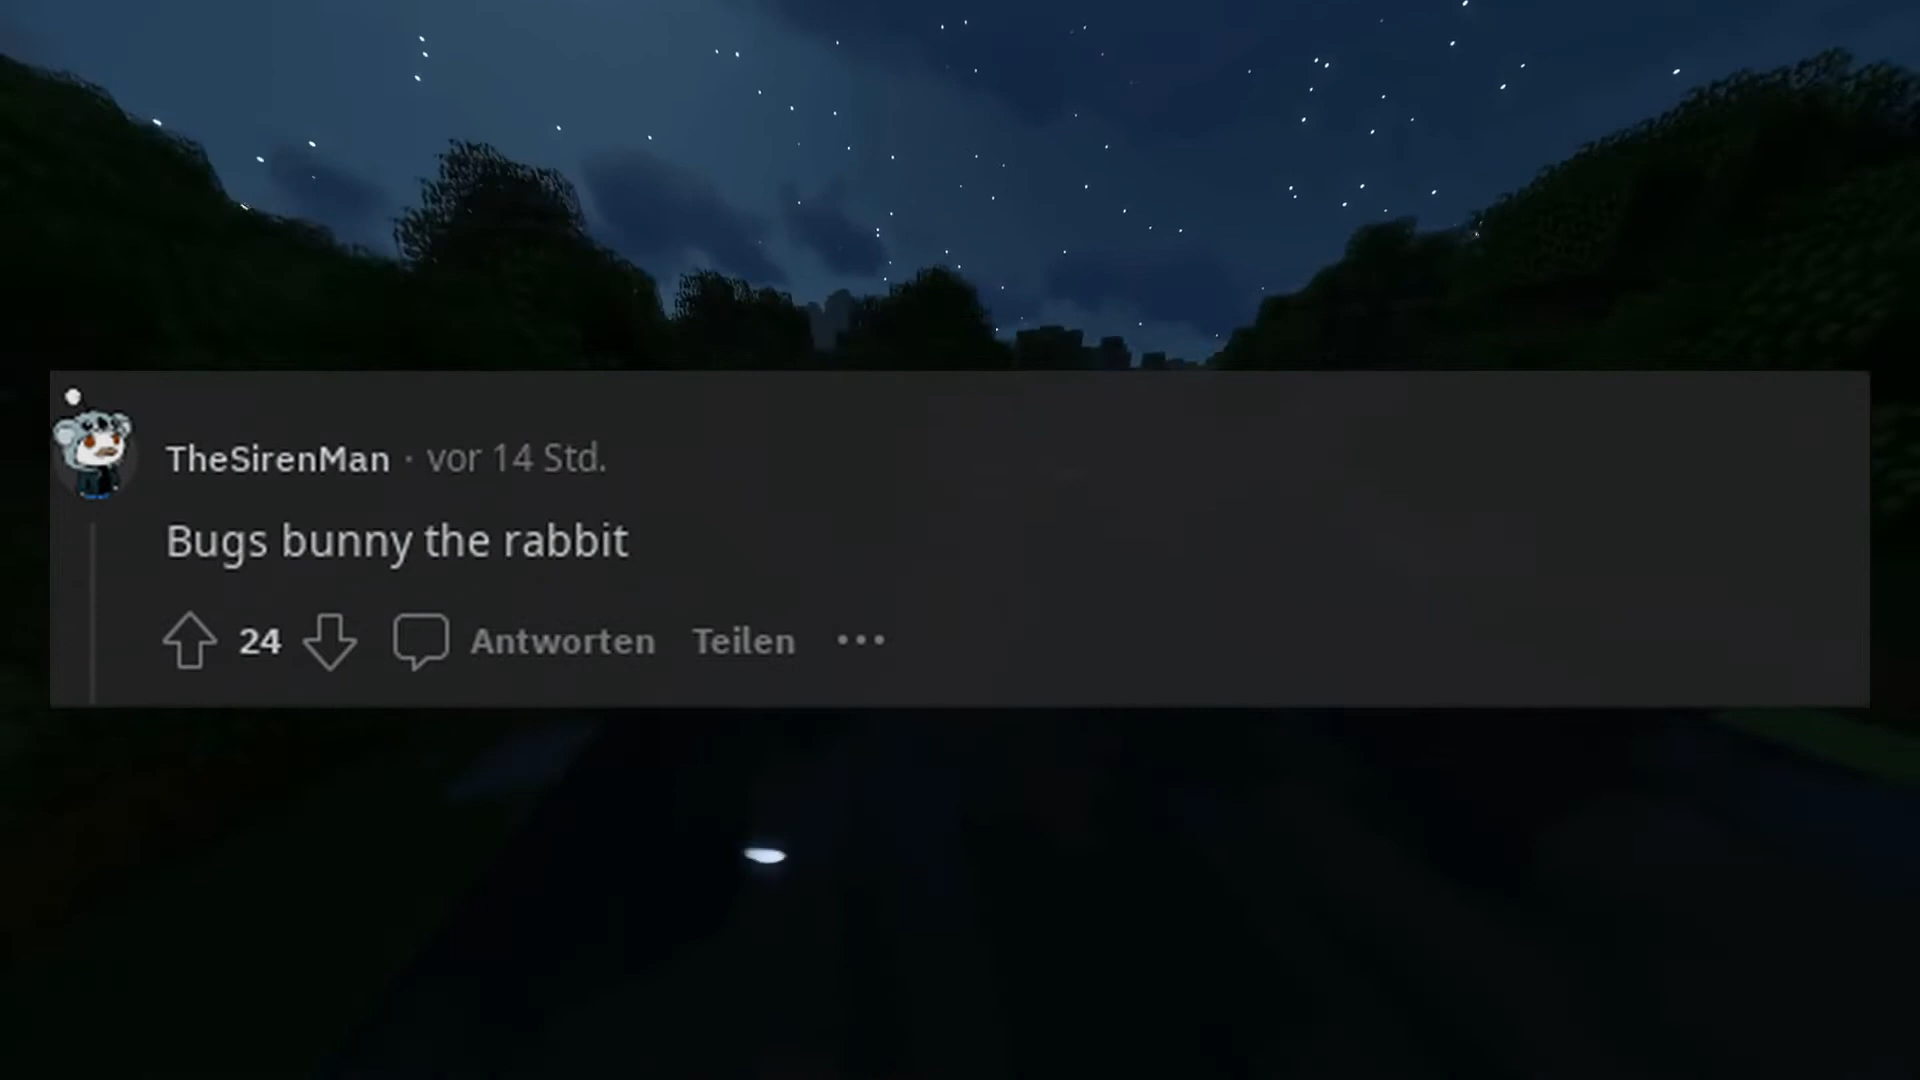 TheSirenMan · vor 14 Std.
Bugs bunny the rabbit
24 Antworten Teilen •••